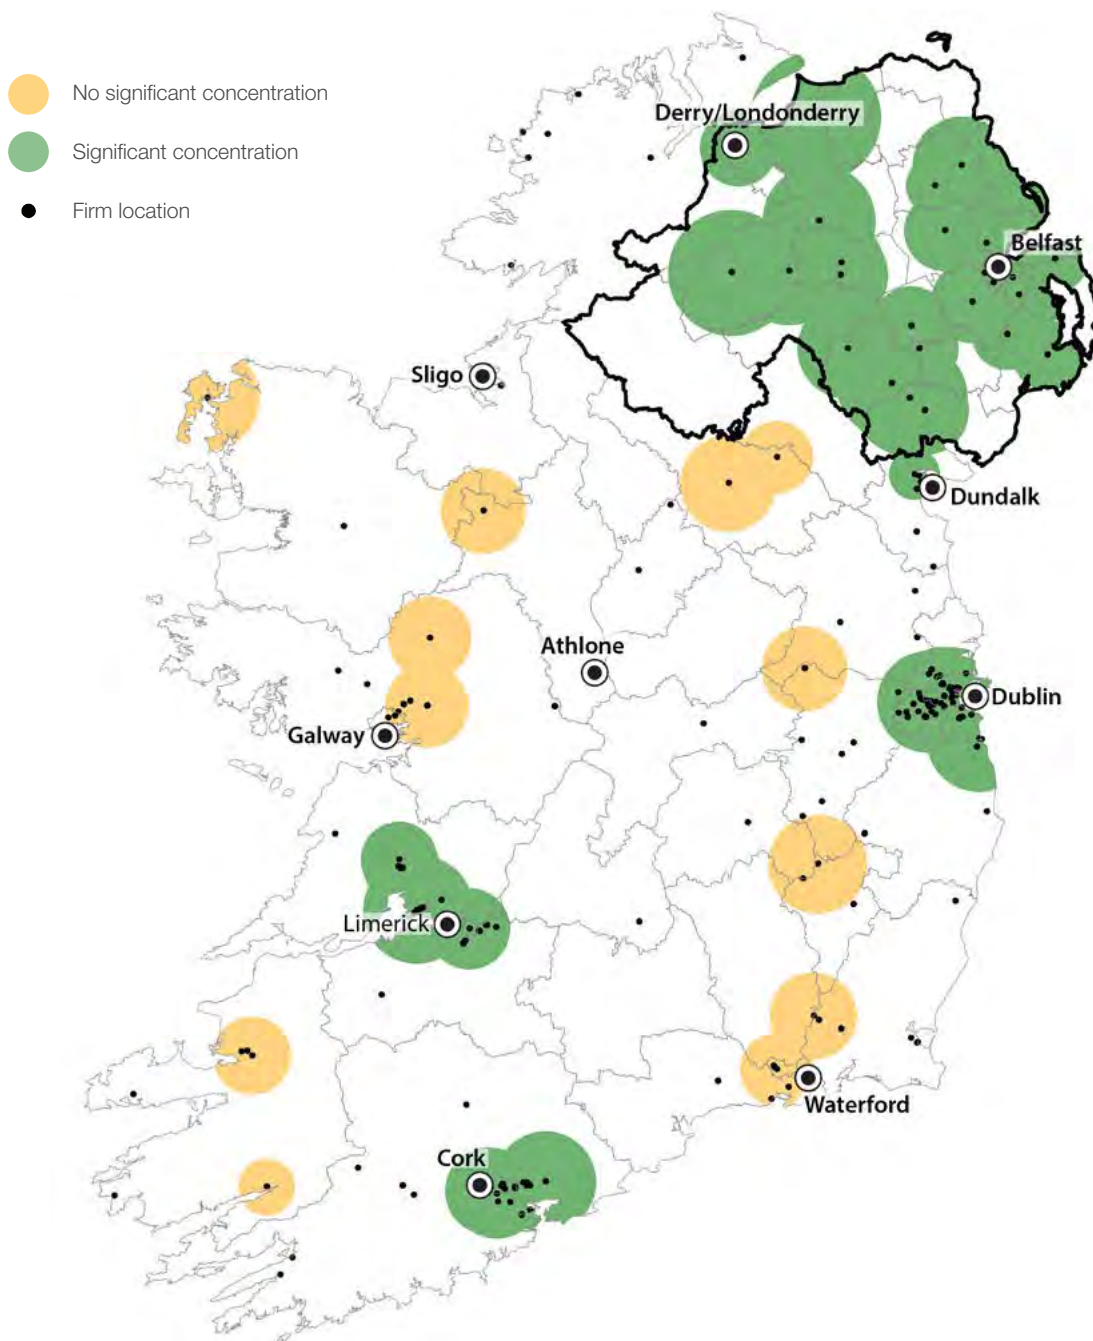 No significant concentration
Significant concentration
Firm location
Derry/Londonderry
Belfast
Sligo
Dundalk
Athlone
Dublin
Galway
Limerick
Waterford
Cork